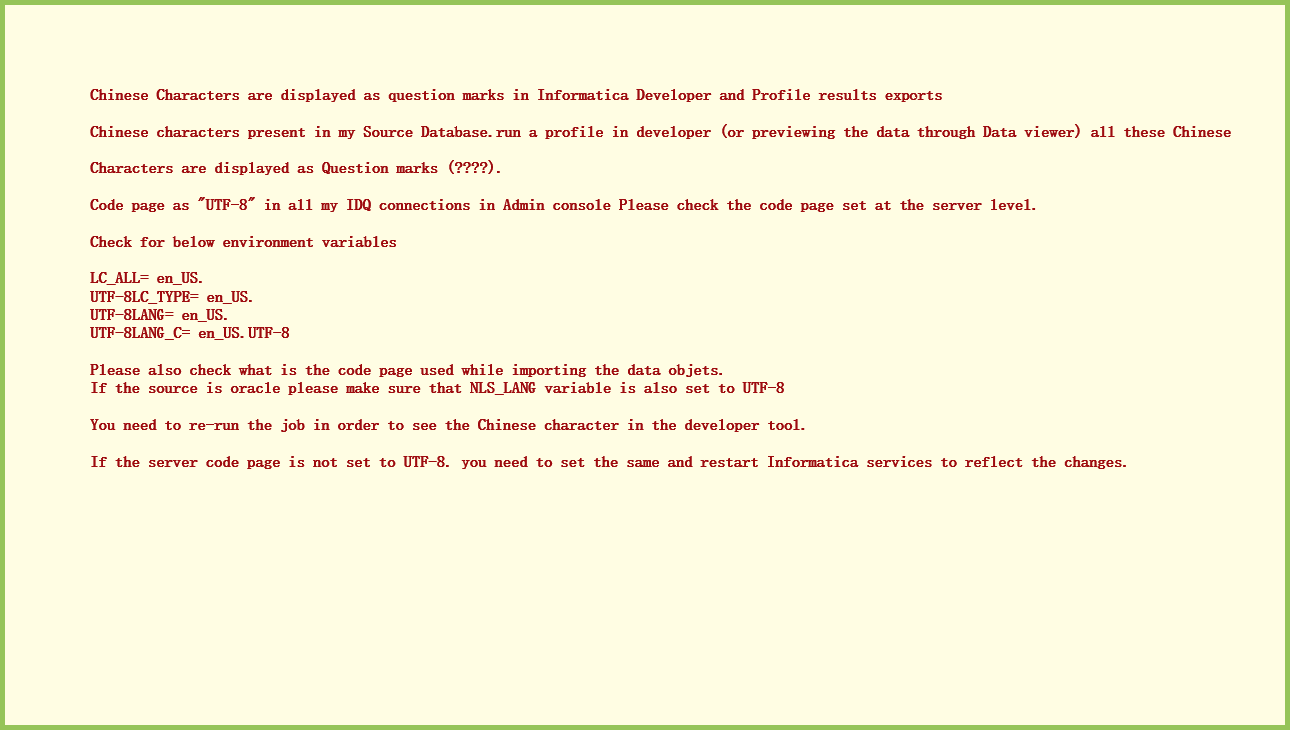 Chinese Characters are displayed as question marks in Informatica Developer and Profile results exports
Chinese characters present in my Source Database.run a profile in developer (or previewing the data through Data viewer) all these Chinese
Characters are displayed as Question marks (????).
Code page as "UTF-8" in all my IDQ connections in Admin console Please check the code page set at the server level.
Check for below environment variables
LC_ALL= en_US.
UTF-8LC_TYPE= en_US.
UTF-8LANG= en_US.
UTF-8LANG_C= en_US.UTF-8
Please also check what is the code page used while importing the data objets.
If the source is oracle please make sure that NLS_LANG variable is also set to UTF-8
You need to re-run the job in order to see the Chinese character in the developer tool.
If the server code page is not set to UTF-8. you need to set the same and restart Informatica services to reflect the changes.